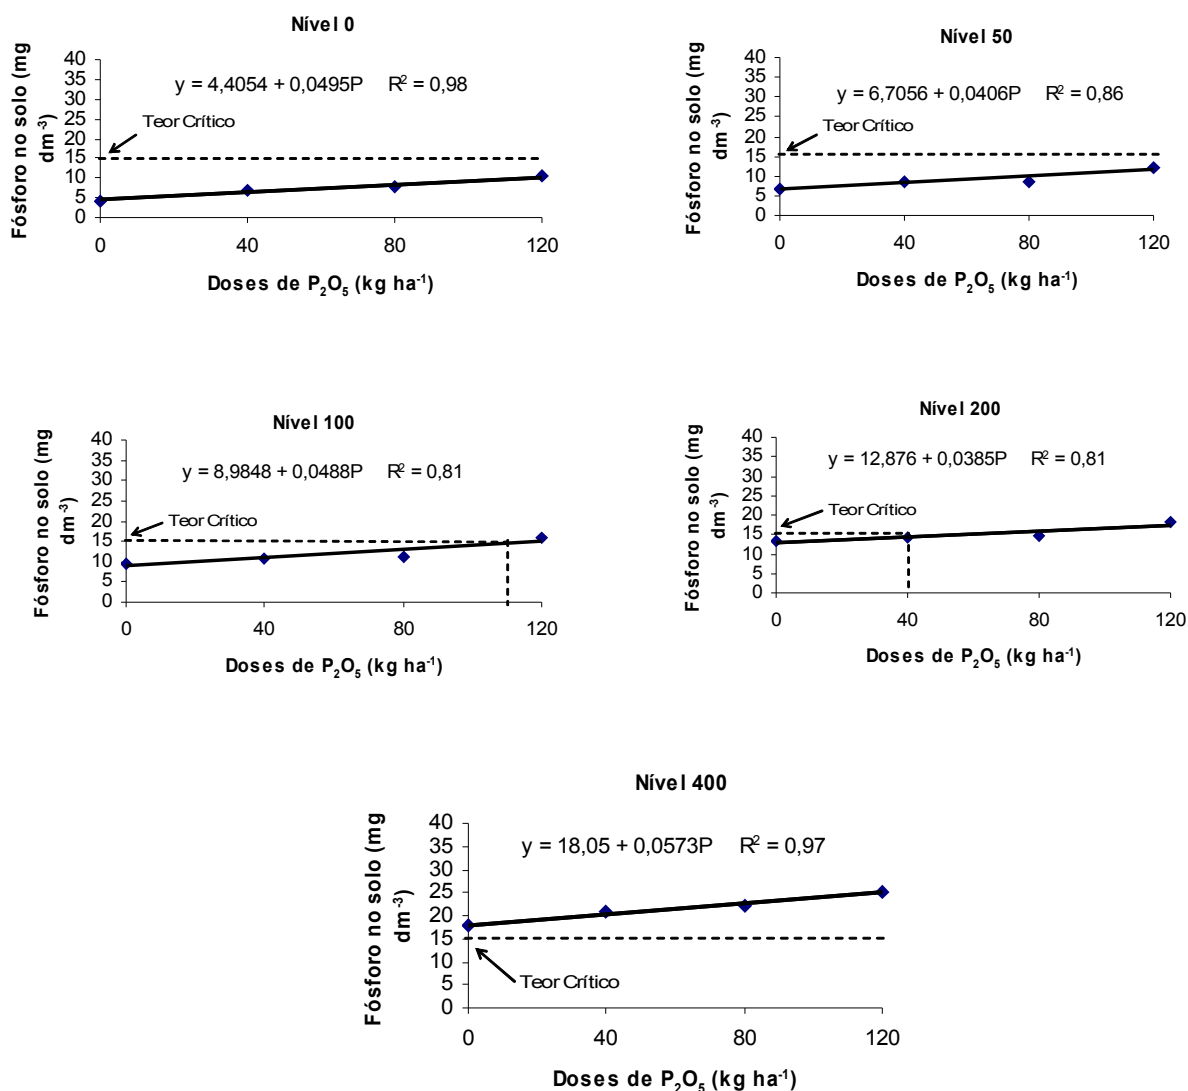 Nível 0
Fósforo no solo (mg
dm⁻³)
40
35
30
25
20
15
10
5
0
y = 4,4054 + 0,0495P R² = 0,98
Teor Crítico
0 40 80 120
Doses de P₂O₅ (kg ha⁻¹)
Nível 50
Fósforo no solo (mg
dm⁻³)
40
35
30
25
20
15
10
5
0
y = 6,7056 + 0,0406P R² = 0,86
Teor Crítico
0 40 80 120
Doses de P₂O₅ (kg ha⁻¹)
Nível 100
Fósforo no solo (mg
dm⁻³)
40
35
30
25
20
15
10
5
0
y = 8,9848 + 0,0488P R² = 0,81
Teor Crítico
0 40 80 120
Doses de P₂O₅ (kg ha⁻¹)
Nível 200
Fósforo no solo (mg
dm⁻³)
40
35
30
25
20
15
10
5
0
y = 12,876 + 0,0385P R² = 0,81
Teor Crítico
0 40 80 120
Doses de P₂O₅ (kg ha⁻¹)
Nível 400
Fósforo no solo (mg
dm⁻³)
40
35
30
25
20
15
10
5
0
y = 18,05 + 0,0573P R² = 0,97
Teor Crítico
0 40 80 120
Doses de P₂O₅ (kg ha⁻¹)